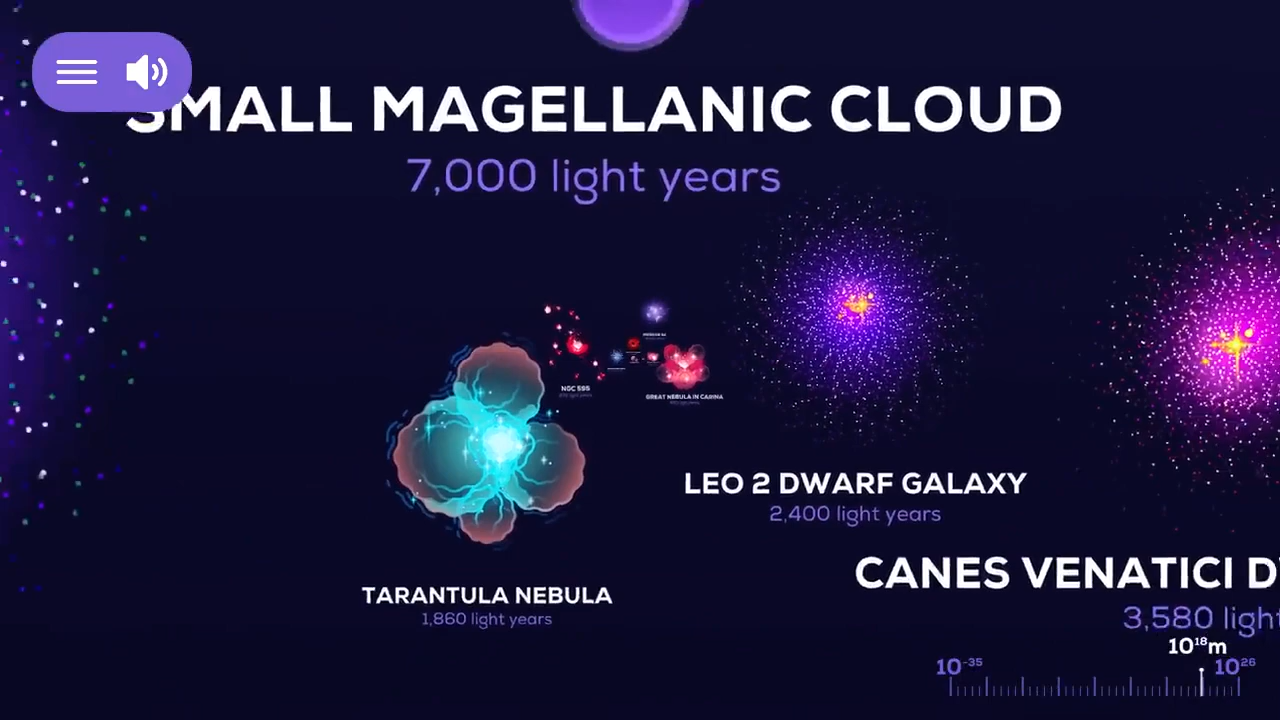 SMALL MAGELLANIC CLOUD
7,000 light years
NGC 595
GREAT NEBULA IN CARINA
LEO 2 DWARF GALAXY
2,400 light years
CANES VENATICI D
3,580 light
TARANTULA NEBULA
1,860 light years
10¹⁸m
10⁻³⁵
10²⁶